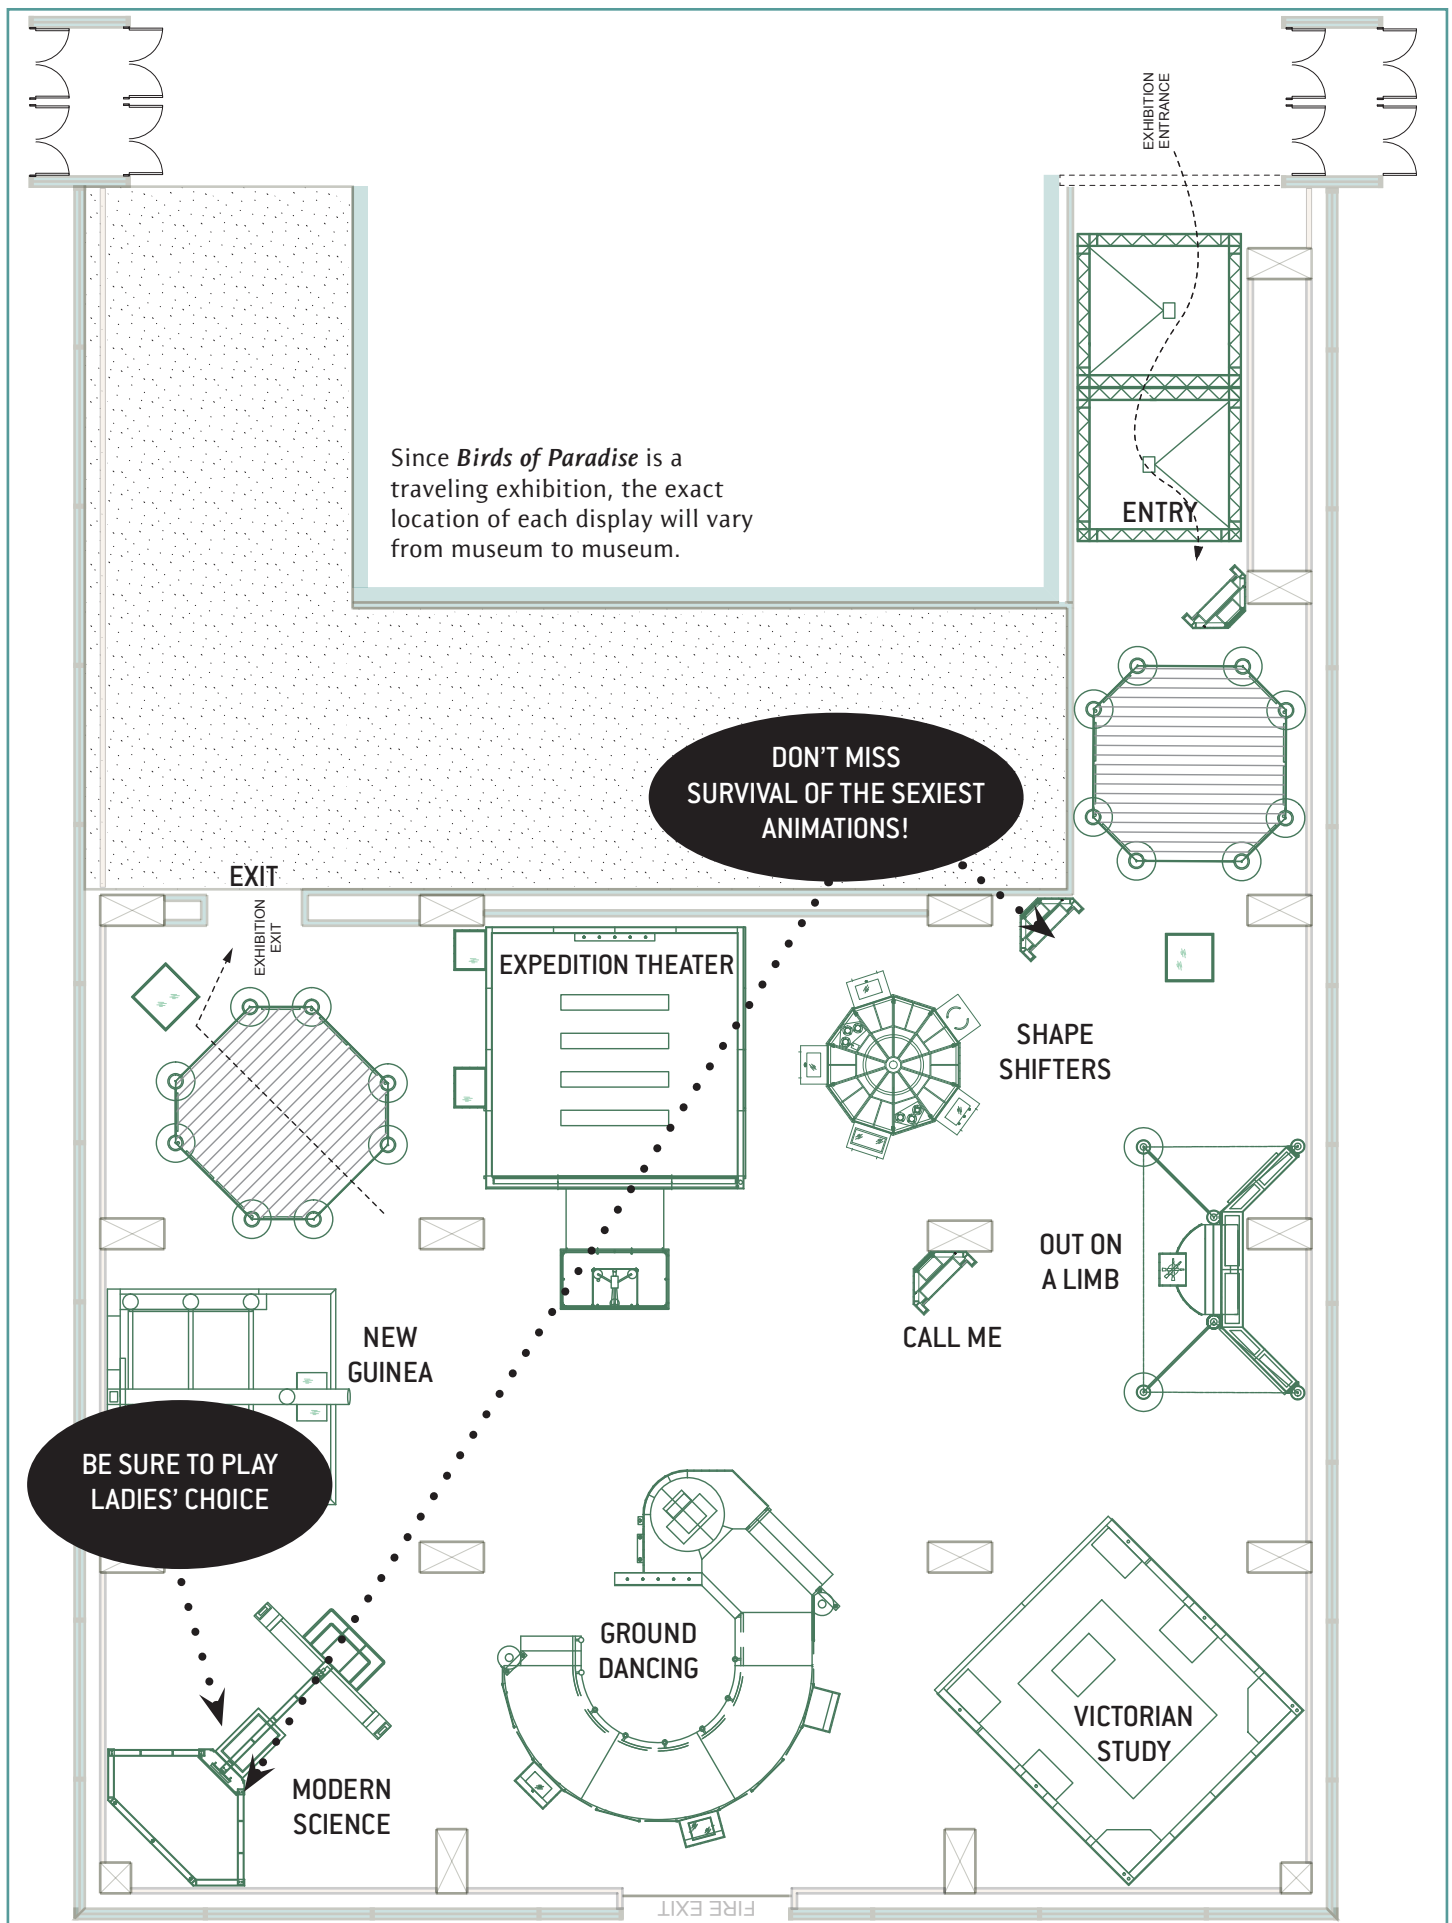 EXHIBITION
ENTRANCE
Since Birds of Paradise is a
traveling exhibition, the exact
location of each display will vary
from museum to museum.
ENTRY
DON'T MISS
SURVIVAL OF THE SEXIEST
ANIMATIONS!
EXIT
EXHIBITION
EXIT
EXPEDITION THEATER
SHAPE
SHIFTERS
OUT ON
A LIMB
CALL ME
NEW
GUINEA
BE SURE TO PLAY
LADIES' CHOICE
GROUND
DANCING
VICTORIAN
STUDY
MODERN
SCIENCE
FIRE EXIT